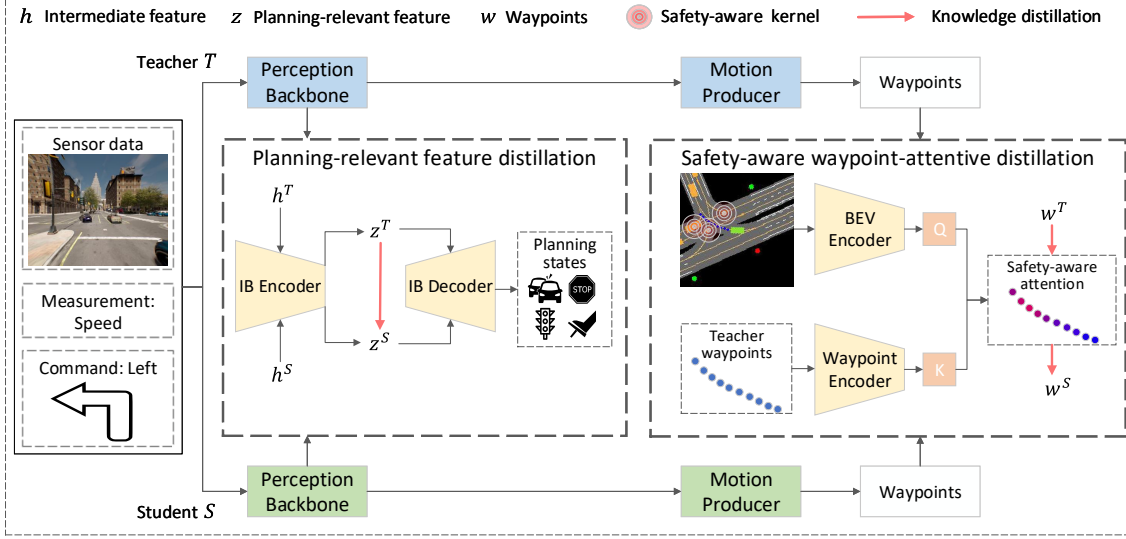 h Intermediate feature
z Planning-relevant feature
w Waypoints
Safety-aware kernel
Knowledge distillation
Teacher T
Perception
Backbone
Motion
Producer
Waypoints
Sensor data
Measurement:
Speed
Command: Left
Planning-relevant feature distillation
h^T
IB Encoder
z^T
z^S
h^S
IB Decoder
Planning
states
STOP
Safety-aware waypoint-attentive distillation
BEV
Encoder
Q
Teacher
waypoints
Waypoint
Encoder
K
w^T
Safety-aware
attention
w^S
Student S
Perception
Backbone
Motion
Producer
Waypoints